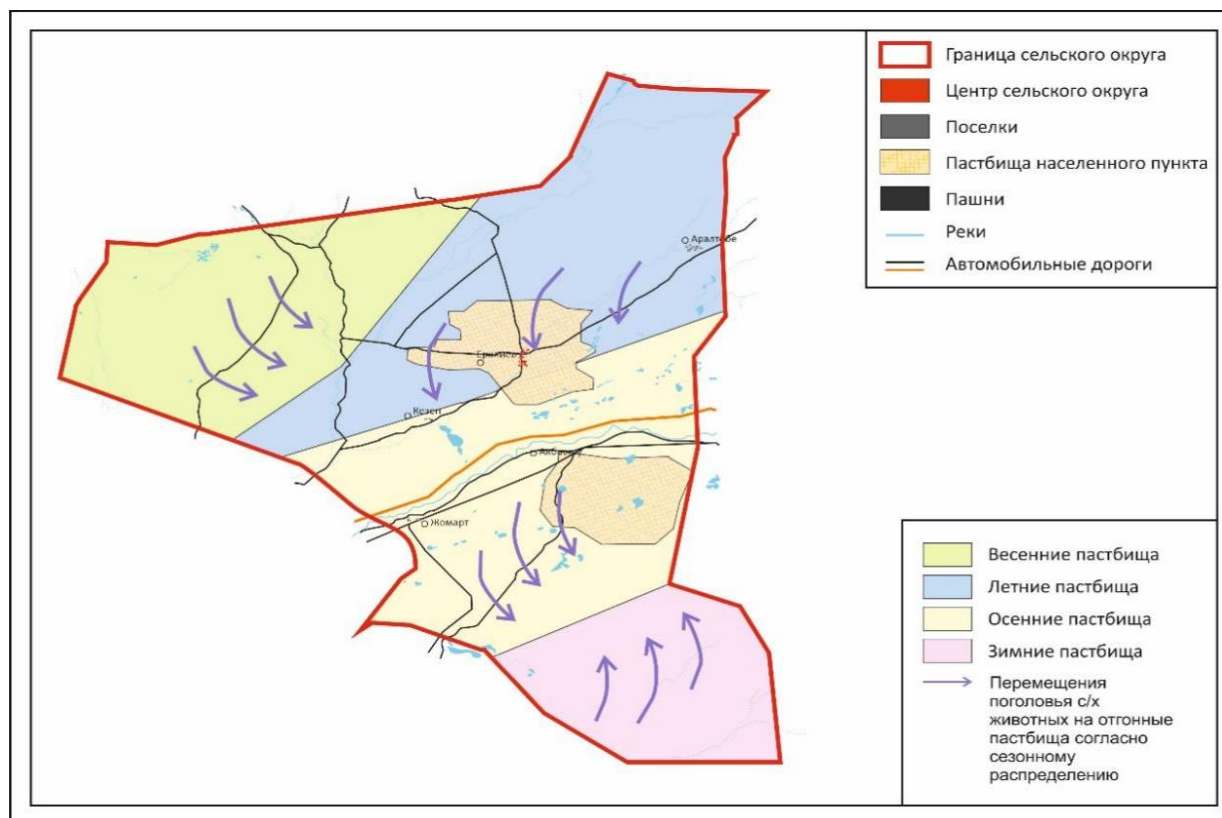 Граница сельского округа
Центр сельского округа
Поселки
Пастбища населенного пункта
Пашни
Реки
Автомобильные дороги
Аралтобе
Кезен
Жомарт
Весенние пастбища
Летние пастбища
Осенние пастбища
Зимние пастбища
Перемещения
поголовья с/х
животных на отгонные
пастбища согласно
сезонному
распределению